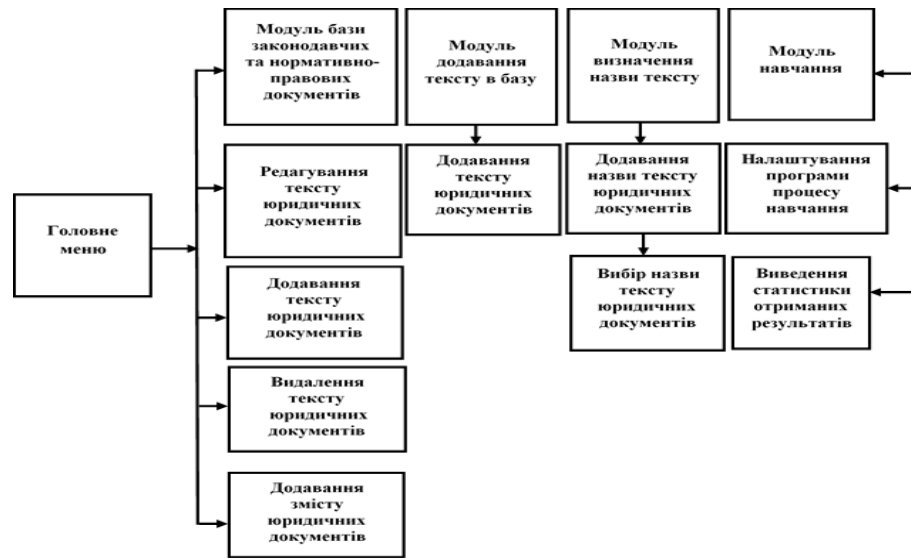 Головне
меню
Модуль бази
законодавчих
та нормативно-
правових
документів
Модуль
додавання
тексту в базу
Модуль
визначення
назви тексту
Модуль
навчання
Редагування
тексту
юридичних
документів
Додавання
тексту
юридичних
документів
Додавання
назви тексту
юридичних
документів
Налаштування
програми
процесу
навчання
Додавання
тексту
юридичних
документів
Вибір назви
тексту
юридичних
документів
Виведення
статистики
отриманих
результатів
Видалення
тексту
юридичних
документів
Додавання
змісту
юридичних
документів